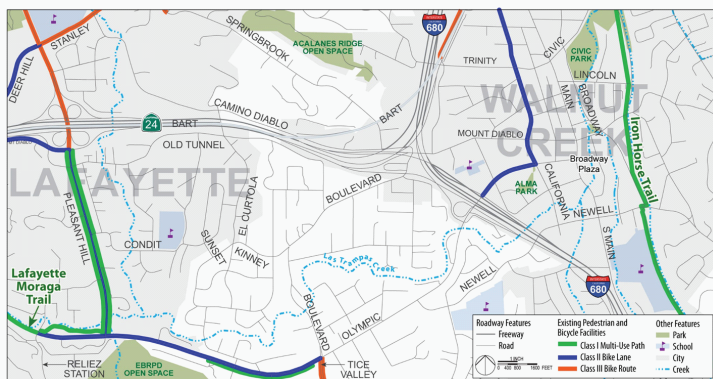 STANLEY
SPRINGBROOK
ACALANES RIDGE
OPEN SPACE
INTERSTATE
680
CIVIC
CIVIC
PARK
TRINITY
LINCOLN
DEER HILL
MAIN
BROADWAY
WALNUT
CREEK
CAMINO DIABLO
BART
24
BART
OLD TUNNEL
MT DIABLO
MOUNT DIABLO
Broadway
Plaza
Iron Horse Trail
LAFAYETTE
PLEASANT HILL
BOULEVARD
ALMA
PARK
CALIFORNIA
NEWELL
EL CURTOLA
SUNSET
KINNEY
CONDIT
S MAIN
Las Trampas
Creek
NEWELL
Lafayette
Moraga
Trail
BOULEVARD
OLYMPIC
680
RELIEZ
STATION
EBRPD
OPEN SPACE
TICE
VALLEY
Roadway Features
Freeway
Road
1 INCH
0 400 800 1600 FEET
Existing Pedestrian and
Bicycle Facilities
Class I Multi-Use Path
Class II Bike Lane
Class III Bike Route
Other Features
Park
School
City
Creek